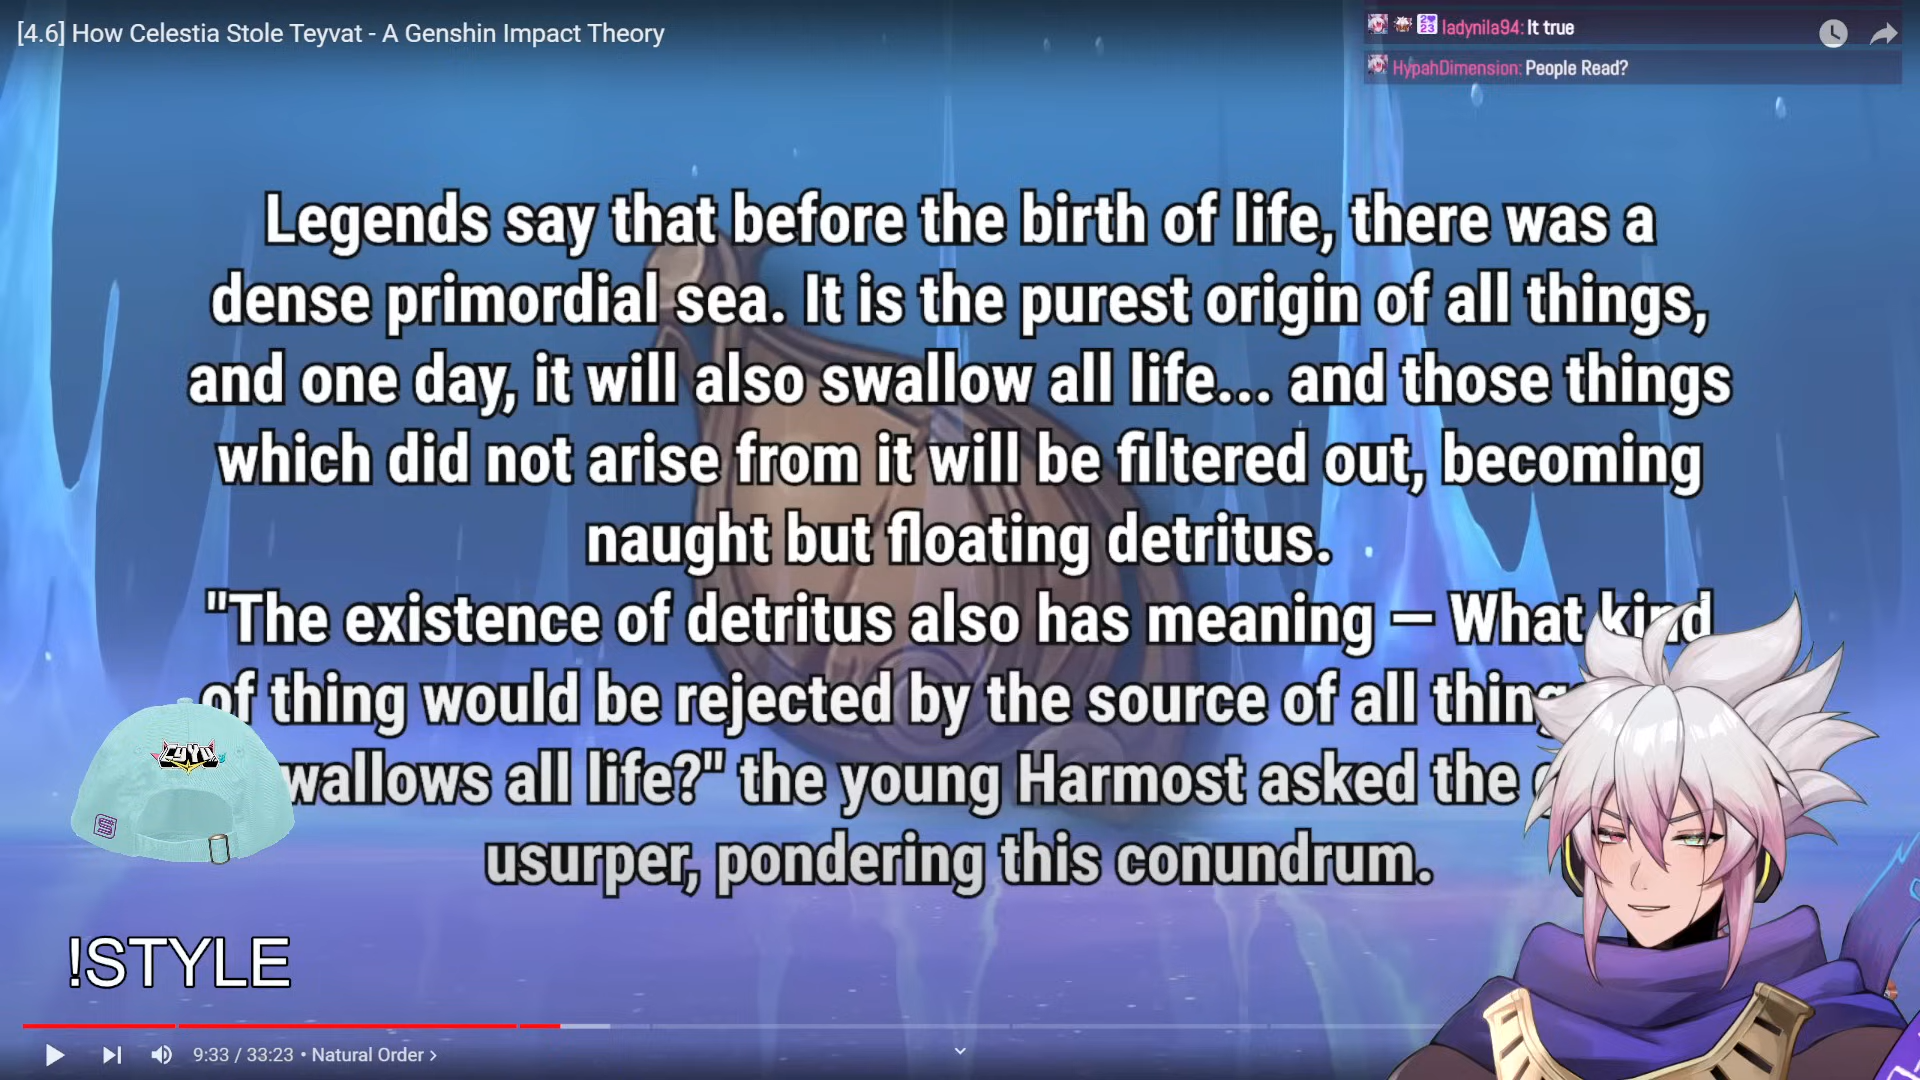 [4.6] How Celestia Stole Teyvat - A Genshin Impact Theory
ladynila94: It true
HypahDimension: People Read?
Legends say that before the birth of life, there was a
dense primordial sea. It is the purest origin of all things,
and one day, it will also swallow all life... and those things
which did not arise from it will be filtered out, becoming
naught but floating detritus.
"The existence of detritus also has meaning — What kind
of thing would be rejected by the source of all
all life?" the young Harmost asked the
usurper, pondering this conundrum.
CyYu
!STYLE
9:33 / 33:23 • Natural Order ›